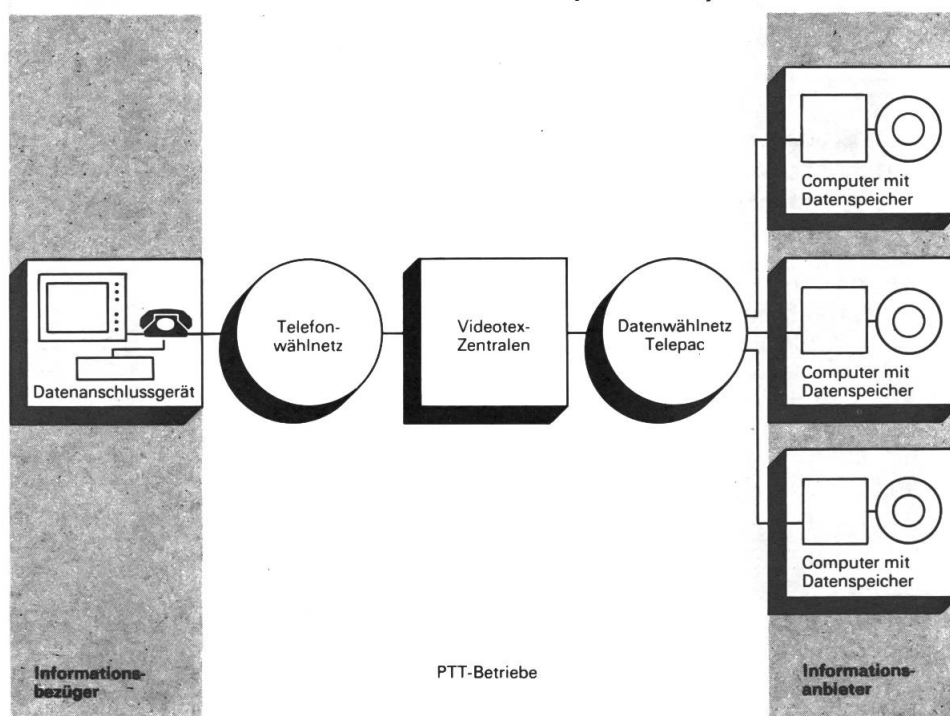 Computer mit
Datenspeicher
Datenanschlussgerät
Telefon-
wählnetz
Videotex-
Zentralen
Datenwählnetz
Telepac
Computer mit
Datenspeicher
Computer mit
Datenspeicher
Informations-
bezüger
PTT-Betriebe
Informations-
anbieter